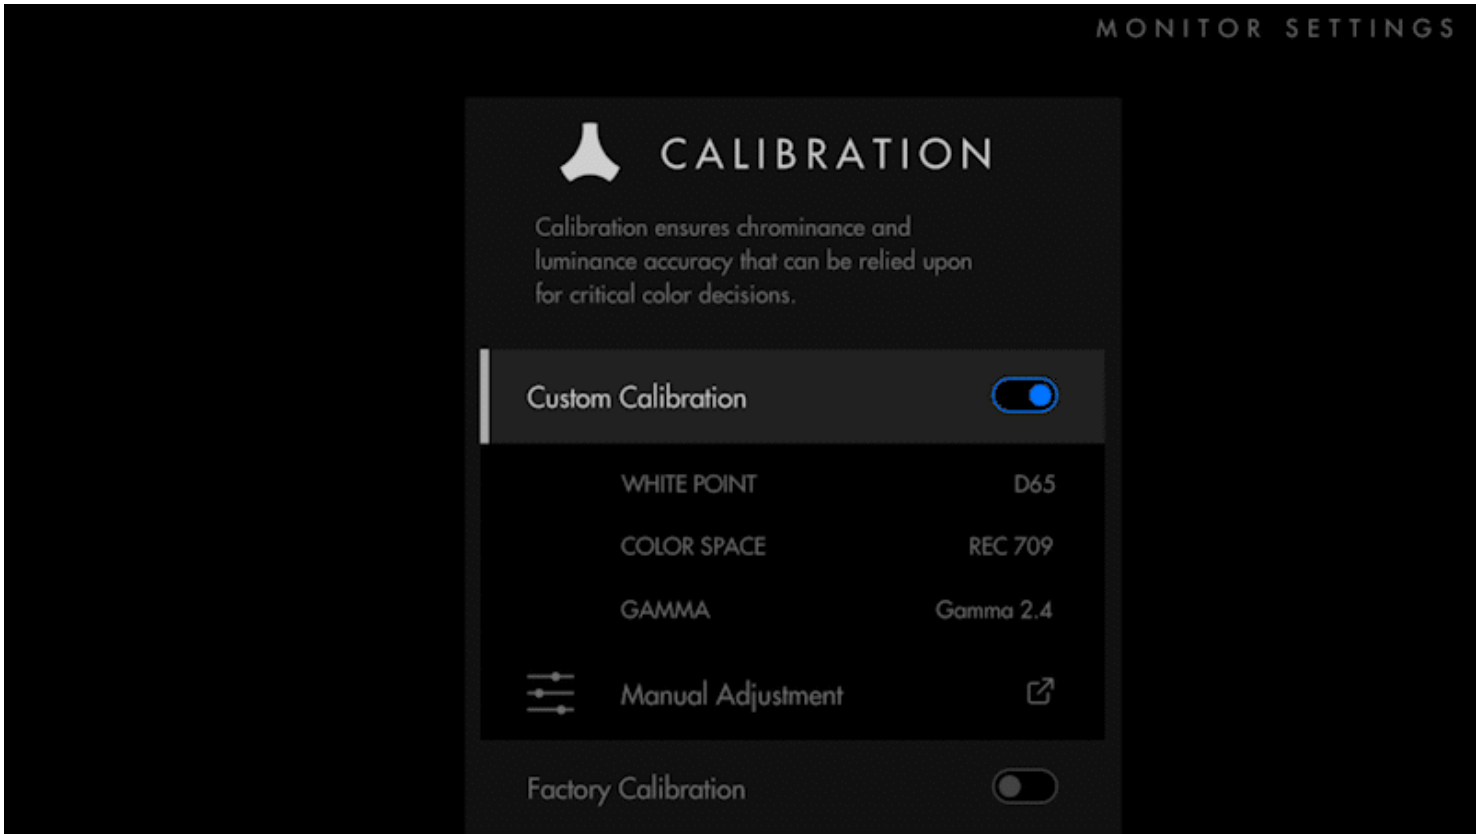 MONITOR SETTINGS
CALIBRATION
Calibration ensures chrominance and
luminance accuracy that can be relied upon
for critical color decisions.
Custom Calibration
WHITE POINT D65
COLOR SPACE REC 709
GAMMA Gamma 2.4
Manual Adjustment
Factory Calibration